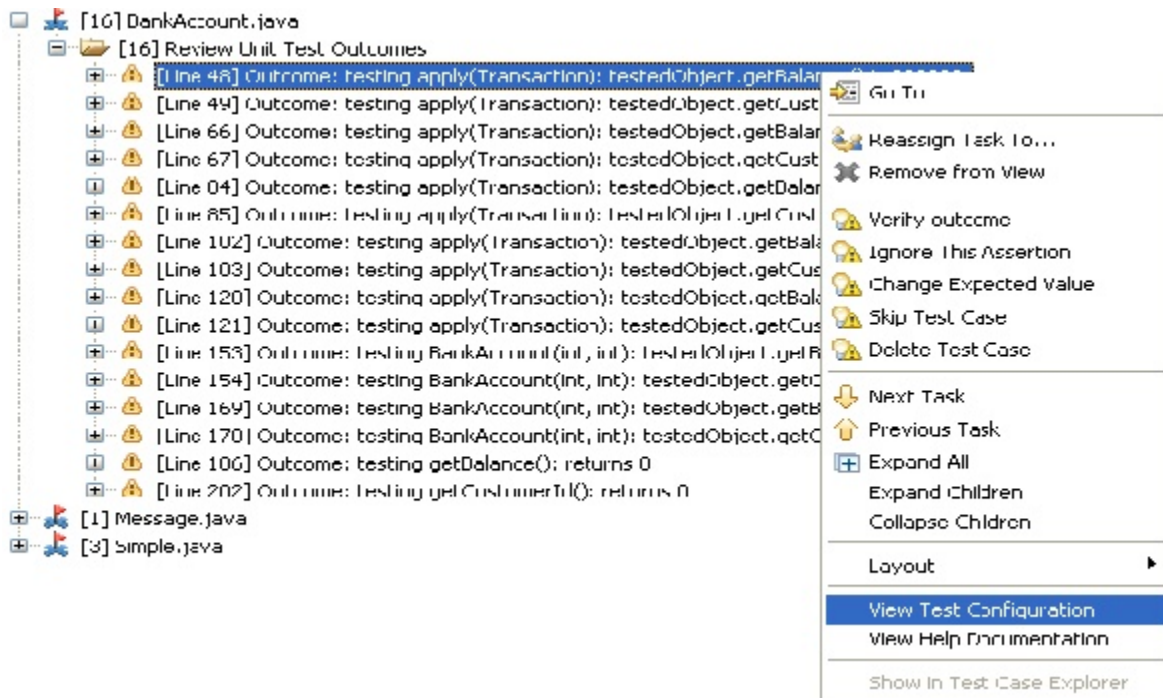 [16] BankAccount.java
[16] Review Unit Test Outcomes
[Line 48] Outcome: testing apply(Transaction): testedObject.getBalance()
[Line 49] Outcome: testing apply(Transaction): testedObject.getCust
[Line 66] Outcome: testing apply(Transaction): testedObject.getBalan
[Line 67] Outcome: testing apply(Transaction): testedObject.getCust
[Line 84] Outcome: testing apply(Transaction): testedObject.getBalan
[Line 85] Outcome: testing apply(Transaction): testedObject.getCust
[Line 102] Outcome: testing apply(Transaction): testedObject.getBala
[Line 103] Outcome: testing apply(Transaction): testedObject.getCus
[Line 120] Outcome: testing apply(Transaction): testedObject.getBala
[Line 121] Outcome: testing apply(Transaction): testedObject.getCus
[Line 153] Outcome: testing BankAccount(int, int): testedObject.getB
[Line 154] Outcome: testing BankAccount(int, int): testedObject.getC
[Line 169] Outcome: testing BankAccount(int, int): testedObject.getB
[Line 170] Outcome: testing BankAccount(int, int): testedObject.getC
[Line 186] Outcome: testing getBalance(): returns 0
[Line 202] Outcome: testing getCustomerId(): returns 0
[1] Message.java
[3] Simple.java
Go To
Reassign Task To...
Remove from View
Verify outcome
Ignore This Assertion
Change Expected Value
Skip Test Case
Delete Test Case
Next Task
Previous Task
Expand All
Expand Children
Collapse Children
Layout
View Test Configuration
View Help Documentation
Show In Test Case Explorer